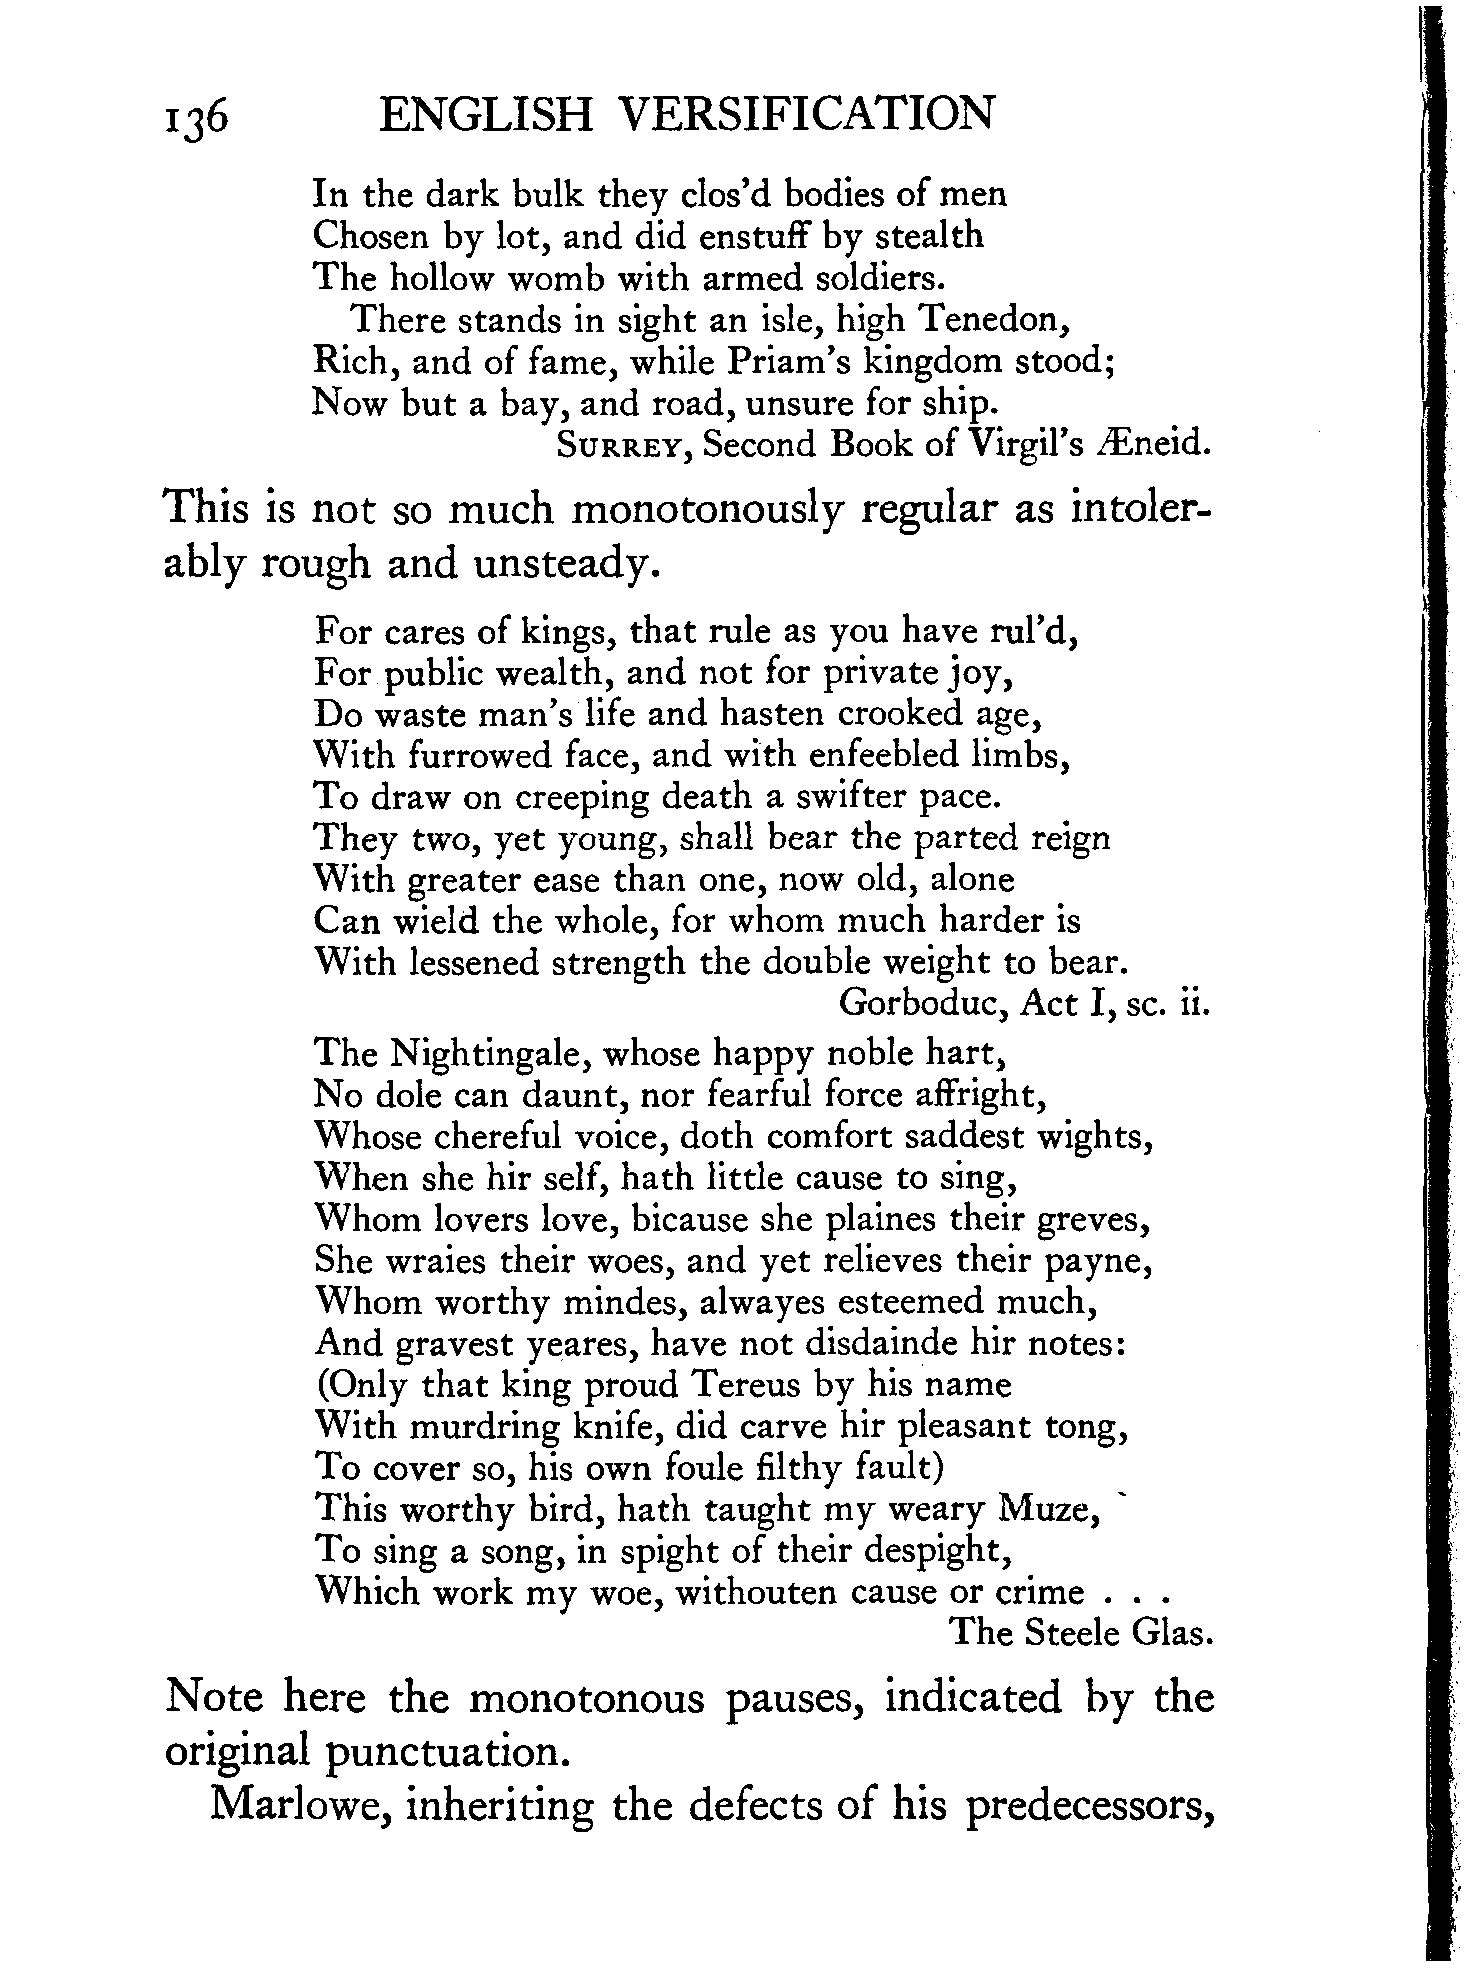 136 ENGLISH VERSIFICATION
In the dark bulk they clos'd bodies of men
Chosen by lot, and did enstuff by stealth
The hollow womb with armed soldiers.
There stands in sight an isle, high Tenedon,
Rich, and of fame, while Priam's kingdom stood;
Now but a bay, and road, unsure for ship.
SURREY, Second Book of Virgil's Æneid.
This is not so much monotonously regular as intoler-
ably rough and unsteady.
For cares of kings, that rule as you have rul'd,
For public wealth, and not for private joy,
Do waste man's life and hasten crooked age,
With furrowed face, and with enfeebled limbs,
To draw on creeping death a swifter pace.
They two, yet young, shall bear the parted reign
With greater ease than one, now old, alone
Can wield the whole, for whom much harder is
With lessened strength the double weight to bear.
Gorboduc, Act I, sc. ii.
The Nightingale, whose happy noble hart,
No dole can daunt, nor fearful force affright,
Whose chereful voice, doth comfort saddest wights,
When she hir self, hath little cause to sing,
Whom lovers love, bicause she plaines their greves,
She wraies their woes, and yet relieves their payne,
Whom worthy mindes, alwayes esteemed much,
And gravest yeares, have not disdainde hir notes:
(Only that king proud Tereus by his name
With murdring knife, did carve hir pleasant tong,
To cover so, his own foule filthy fault)
This worthy bird, hath taught my weary Muze,
To sing a song, in spight of their despight,
Which work my woe, withouten cause or crime . . .
The Steele Glas.
Note here the monotonous pauses, indicated by the
original punctuation.
Marlowe, inheriting the defects of his predecessors,